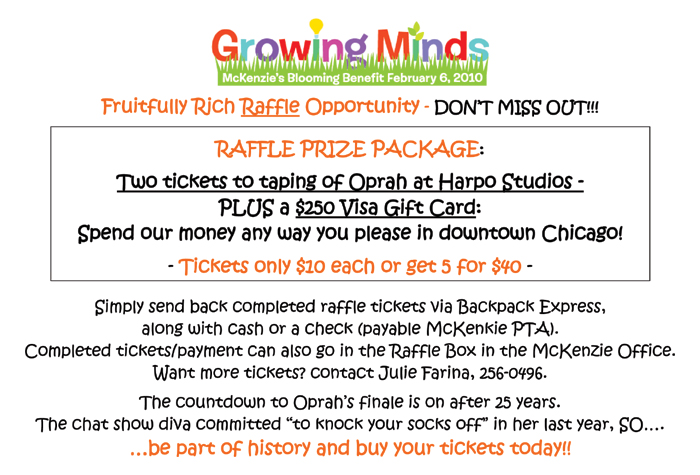 Growing Minds
McKenzie's Blooming Benefit February 6, 2010
Fruitfully Rich Raffle Opportunity - DON'T MISS OUT!!!
RAFFLE PRIZE PACKAGE:
Two tickets to taping of Oprah at Harpo Studios -
PLUS a $250 Visa Gift Card:
Spend our money any way you please in downtown Chicago!
- Tickets only $10 each or get 5 for $40 -
Simply send back completed raffle tickets via Backpack Express,
along with cash or a check (payable McKenkie PTA).
Completed tickets/payment can also go in the Raffle Box in the McKenzie Office.
Want more tickets? contact Julie Farina, 256-0496.
The countdown to Oprah's finale is on after 25 years.
The chat show diva committed "to knock your socks off" in her last year, SO....
...be part of history and buy your tickets today!!